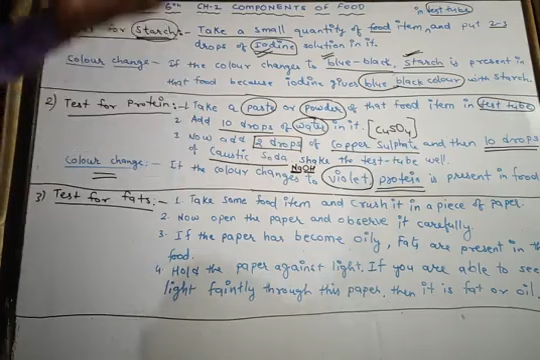 6th CH-2 COMPONENTS OF FOOD
in test tube
for Starch:- Take a small quantity of food item, and put 2-3
drops of Iodine solution in it.
Colour change - If the colour changes to blue-black, starch is present in
that food because iodine gives blue black colour with starch.
2) Test for Protein:- 1. Take a paste or powder of that food item in test tube
2. Add 10 drops of water in it. [CuSO4]
3 Now add 2 drops of Copper Sulphate and then 10 drops
of Caustic Soda shake the test-tube well.
NaOH
Colour change:- If the colour changes to violet protein is present in food
3) Test for fats:- 1. Take some food item and crush it in a piece of paper.
2. Now open the paper and observe it carefully.
3. If the paper has become oily, Fats are present in th
food.
4. Hold the paper against light. If you are able to see
light faintly through this paper. then it is fat or oil.